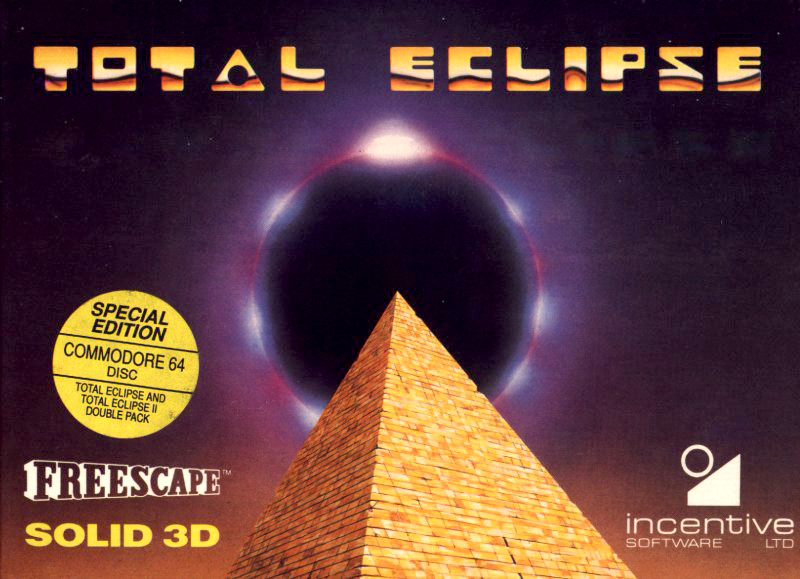 TOTAL ECLIPSE
SPECIAL
EDITION
COMMODORE 64
DISC
TOTAL ECLIPSE AND
TOTAL ECLIPSE II
DOUBLE PACK
FREESCAPE™
SOLID 3D
incentive
SOFTWARE LTD